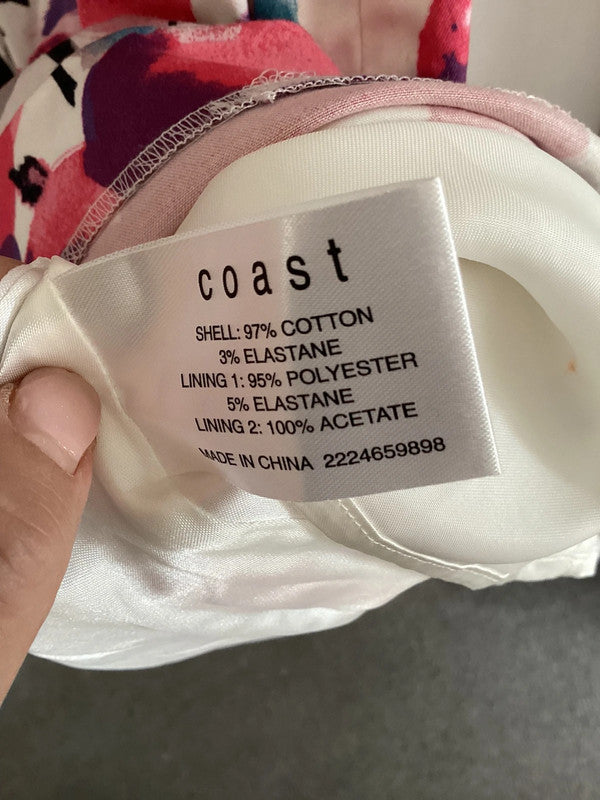 coast
SHELL: 97% COTTON
3% ELASTANE
LINING 1: 95% POLYESTER
5% ELASTANE
LINING 2: 100% ACETATE
MADE IN CHINA 2224659898